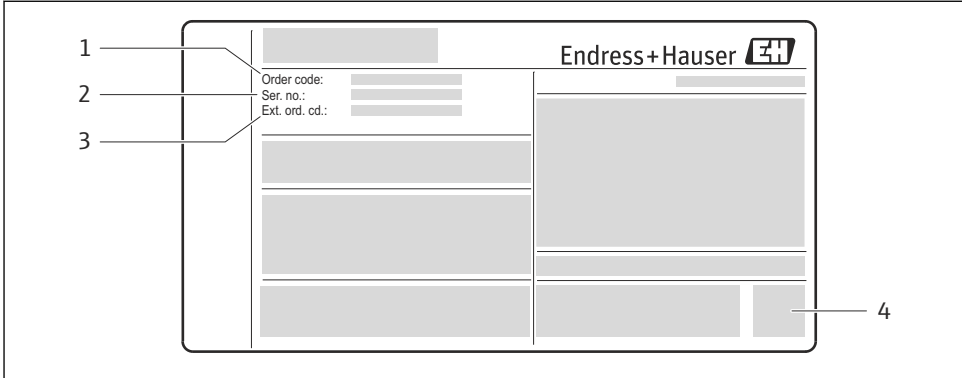 1
Endress+Hauser EH
Order code:
2
Ser. no.:
Ext. ord. cd.:
3
4